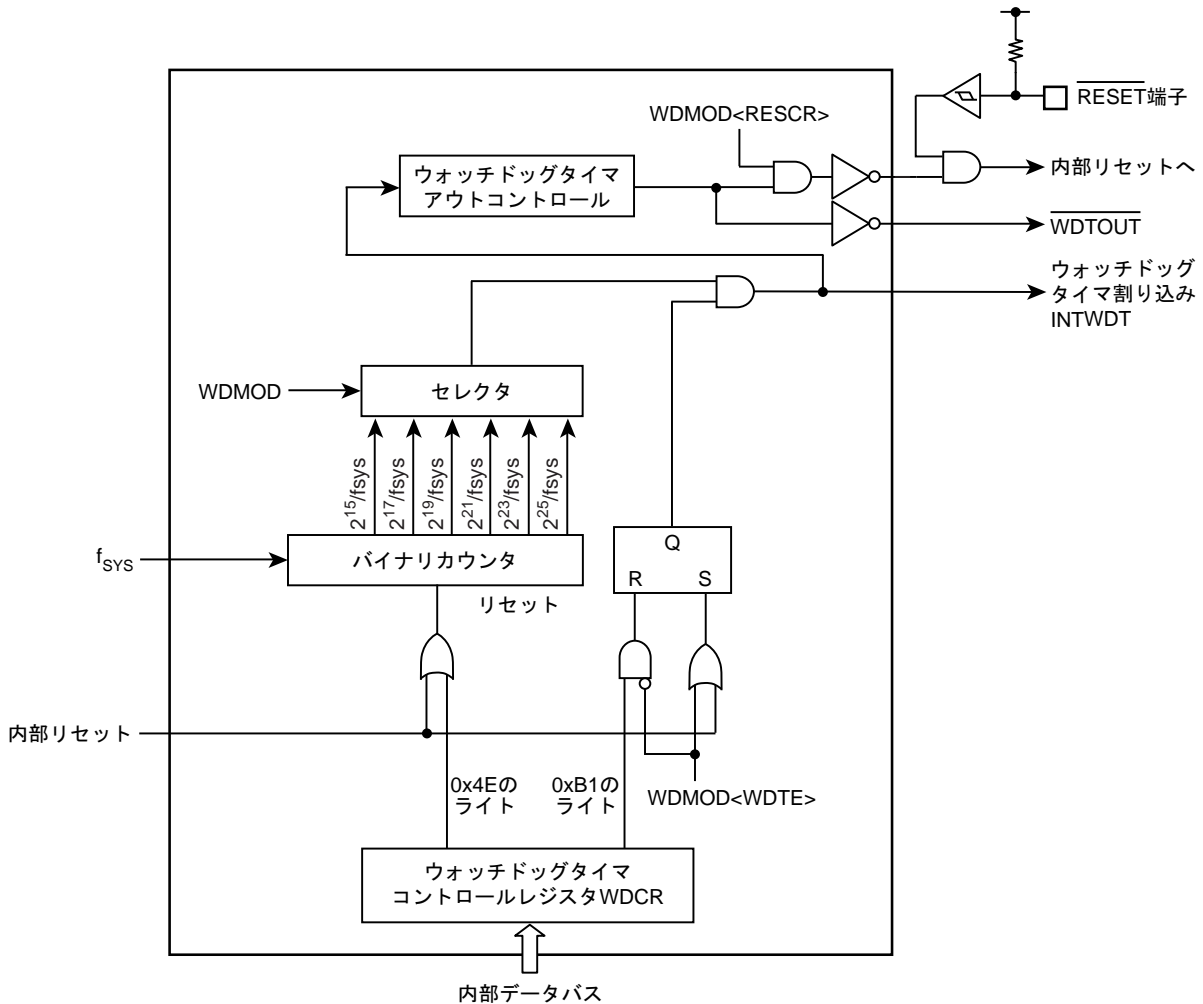 RESET端子
WDMOD<RESCR>
ウォッチドッグタイマ
アウトコントロール
内部リセットへ
WDTOUT
ウォッチドッグ
タイマ割り込み
INTWDT
WDMOD
セレクタ
2^15/fsys
2^17/fsys
2^19/fsys
2^21/fsys
2^23/fsys
2^25/fsys
fSYS
バイナリカウンタ
リセット
Q
R S
内部リセット
0x4Eの
ライト
0xB1の
ライト
WDMOD<WDTE>
ウォッチドッグタイマ
コントロールレジスタWDCR
内部データバス